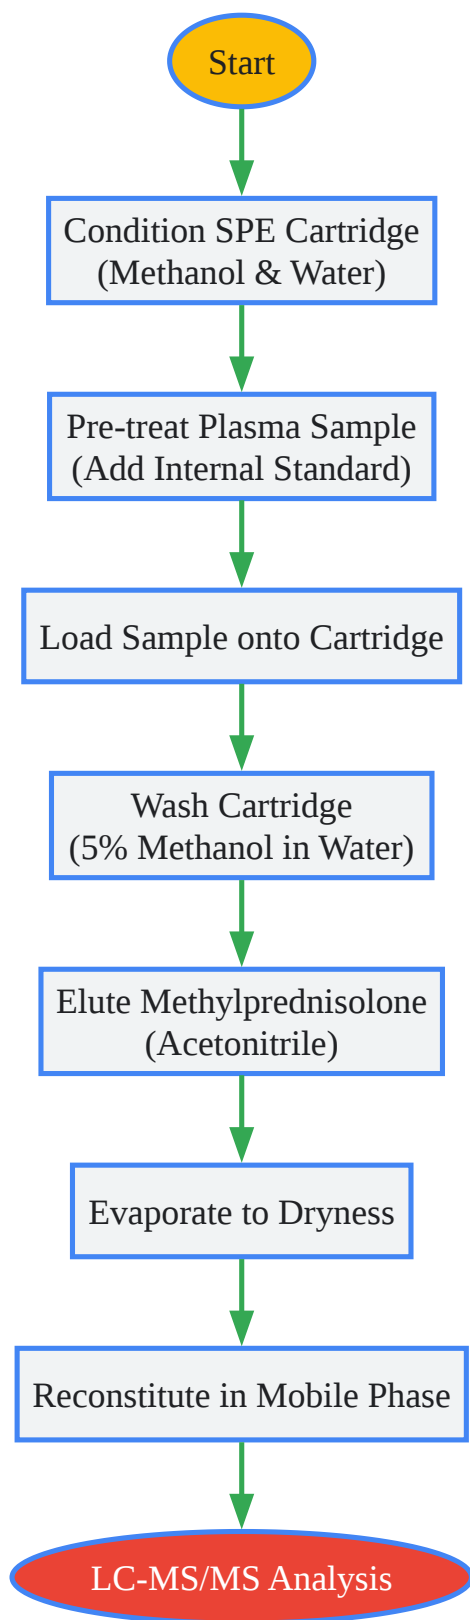 Start
Condition SPE Cartridge
(Methanol & Water)
Pre-treat Plasma Sample
(Add Internal Standard)
Load Sample onto Cartridge
Wash Cartridge
(5% Methanol in Water)
Elute Methylprednisolone
(Acetonitrile)
Evaporate to Dryness
Reconstitute in Mobile Phase
LC-MS/MS Analysis